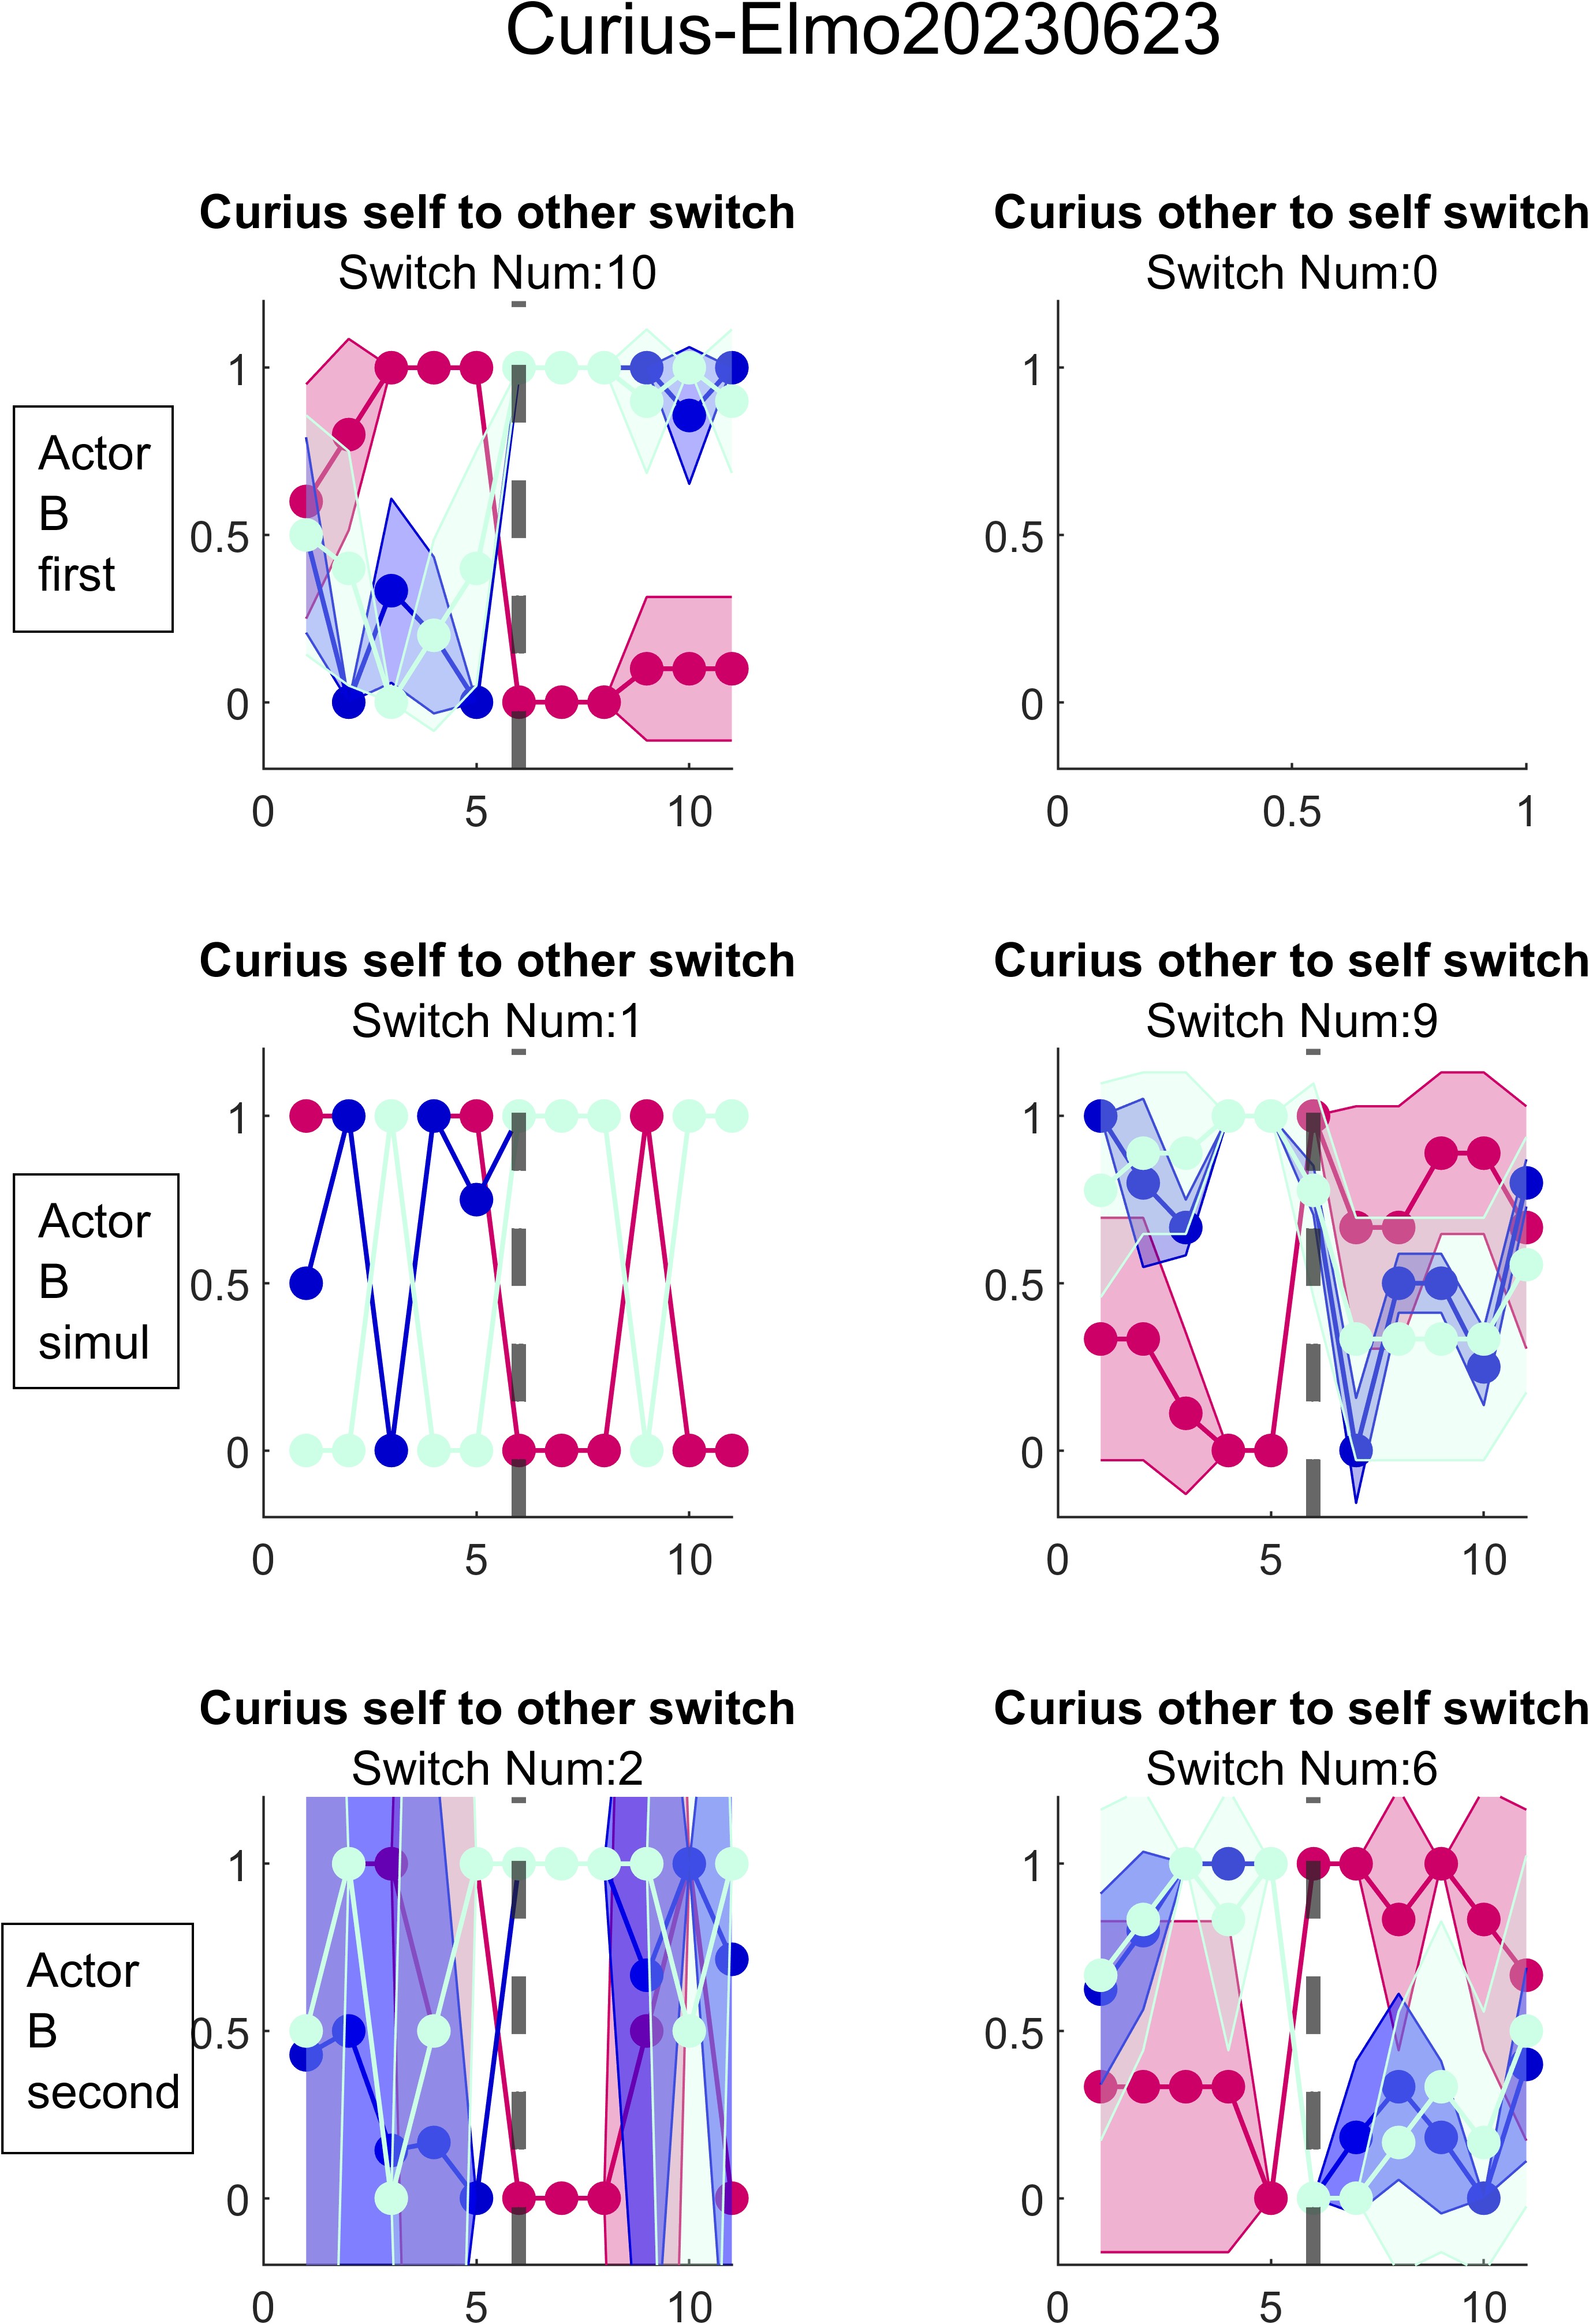 Curius-Elmo20230623
Curius self to other switch
Switch Num:10
Curius other to self switch
Switch Num:0
Actor
B
first
1
0.5
0
0
5
10
1
0.5
0
0
0.5
1
Curius self to other switch
Switch Num:1
Curius other to self switch
Switch Num:9
Actor
B
simul
1
0.5
0
0
5
10
1
0.5
0
0
5
10
Curius self to other switch
Switch Num:2
Curius other to self switch
Switch Num:6
Actor
B
second
1
0.5
0
0
5
10
1
0.5
0
0
5
10